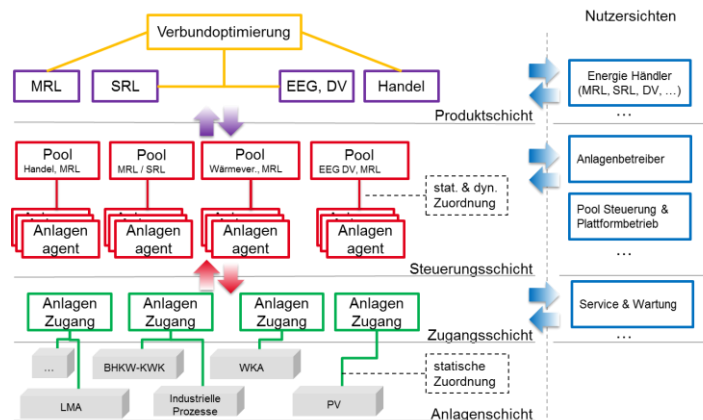 Nutzersichten
Verbundoptimierung
MRL
SRL
EEG, DV
Handel
Energie Händler
(MRL, SRL, DV, …)
…
Produktschicht
Pool
Handel, MRL
Pool
MRL / SRL
Pool
Wärmever., MRL
Pool
EEG DV, MRL
stat. & dyn.
Zuordnung
Anlagenbetreiber
Pool Steuerung &
Plattformbetrieb
…
Anlagen
agent
Anlagen
agent
Anlagen
agent
Anlagen
agent
Steuerungsschicht
Anlagen
Zugang
Anlagen
Zugang
Anlagen
Zugang
Anlagen
Zugang
Service & Wartung
…
Zugangsschicht
…
BHKW-KWK
WKA
statische
Zuordnung
LMA
Industrielle
Prozesse
PV
Anlagenschicht